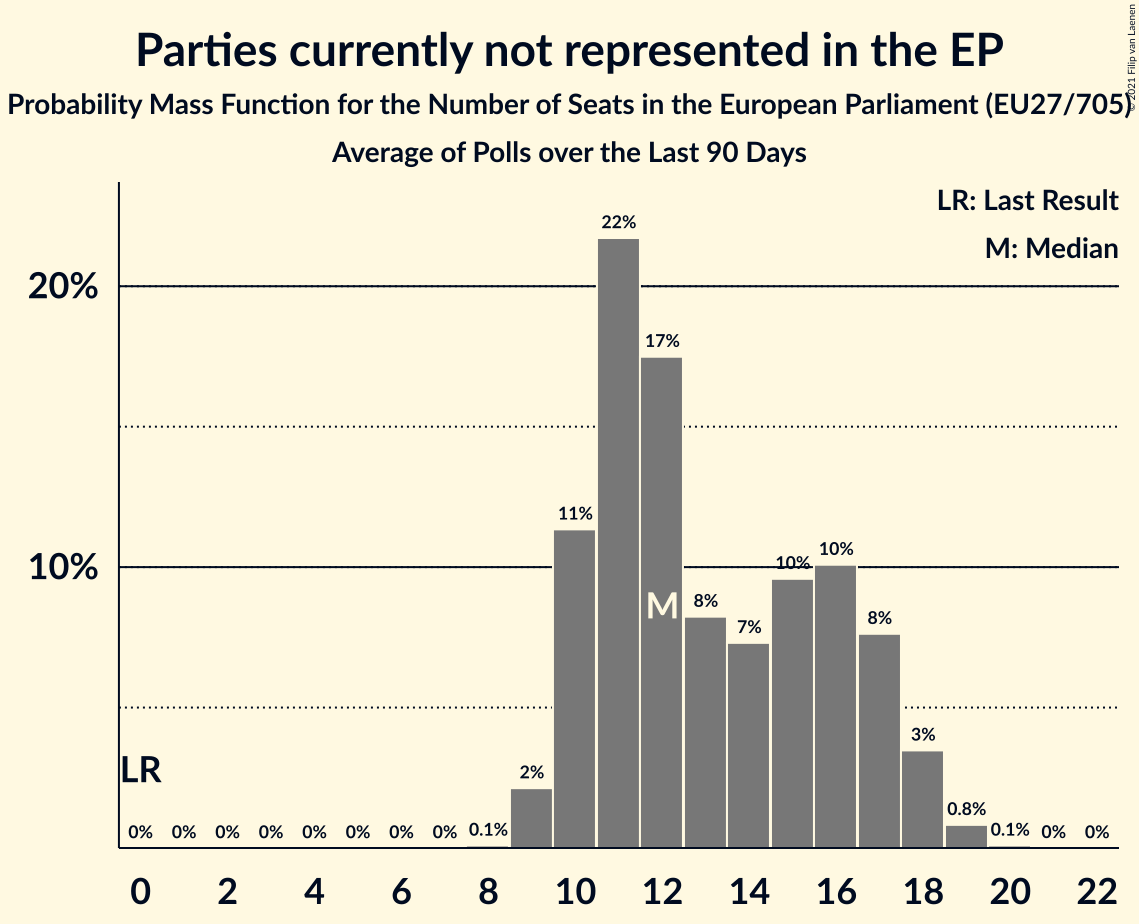 Parties currently not represented in the EP
Probability Mass Function for the Number of Seats in the European Parliament (EU27/705)
Average of Polls over the Last 90 Days
© 2021 Filip van Laenen
LR: Last Result
M: Median
20%
10%
0% 0% 0% 0% 0% 0% 0% 0% 0.1% 2% 11% 22% 17% 8% 7% 10% 10% 8% 3% 0.8% 0.1% 0% 0%
LR
M
0 2 4 6 8 10 12 14 16 18 20 22